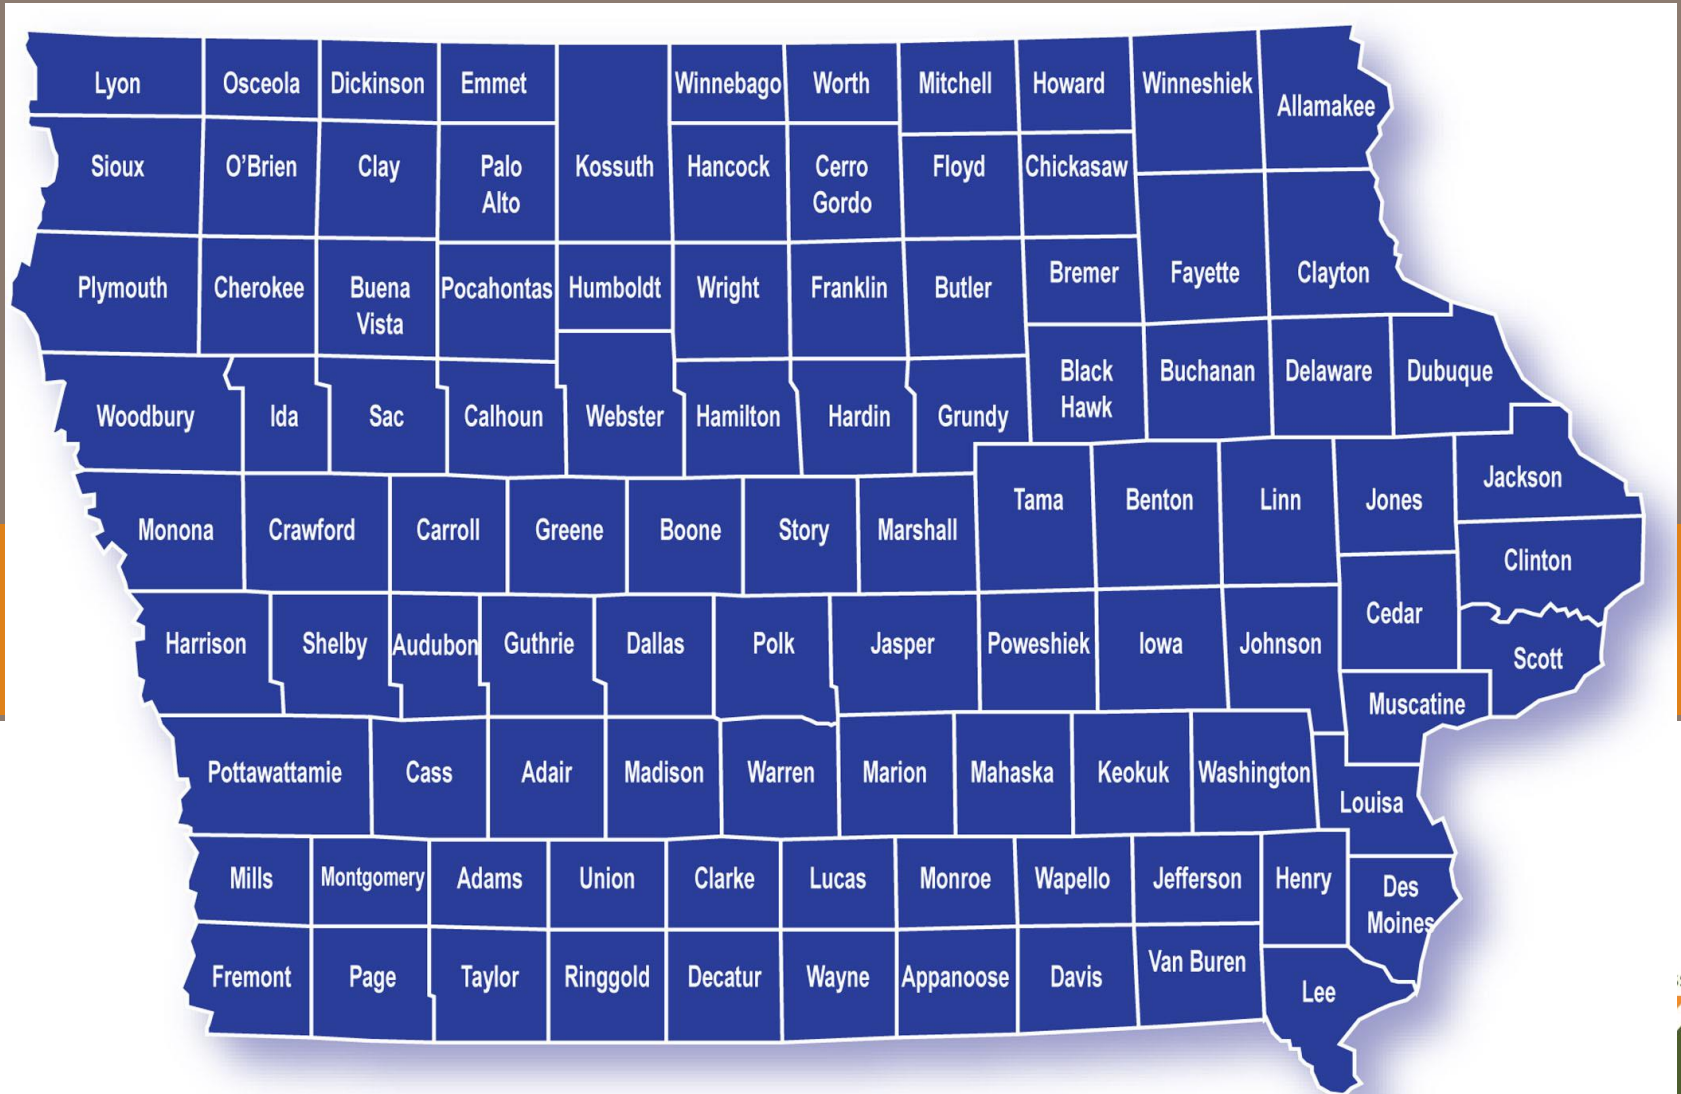 Lyon
Osceola
Dickinson
Emmet
Winnebago
Worth
Mitchell
Howard
Winneshiek
Allamakee
Sioux
O’Brien
Clay
Palo
Alto
Kossuth
Hancock
Cerro
Gordo
Floyd
Chickasaw
Plymouth
Cherokee
Buena
Vista
Pocahontas
Humboldt
Wright
Franklin
Butler
Bremer
Fayette
Clayton
Woodbury
Ida
Sac
Calhoun
Webster
Hamilton
Hardin
Grundy
Black
Hawk
Buchanan
Delaware
Dubuque
Monona
Crawford
Carroll
Greene
Boone
Story
Marshall
Tama
Benton
Linn
Jones
Jackson
Clinton
Harrison
Shelby
Audubon
Guthrie
Dallas
Polk
Jasper
Poweshiek
Iowa
Johnson
Cedar
Scott
Muscatine
Pottawattamie
Cass
Adair
Madison
Warren
Marion
Mahaska
Keokuk
Washington
Louisa
Mills
Montgomery
Adams
Union
Clarke
Lucas
Monroe
Wapello
Jefferson
Henry
Des
Moines
Fremont
Page
Taylor
Ringgold
Decatur
Wayne
Appanoose
Davis
Van Buren
Lee